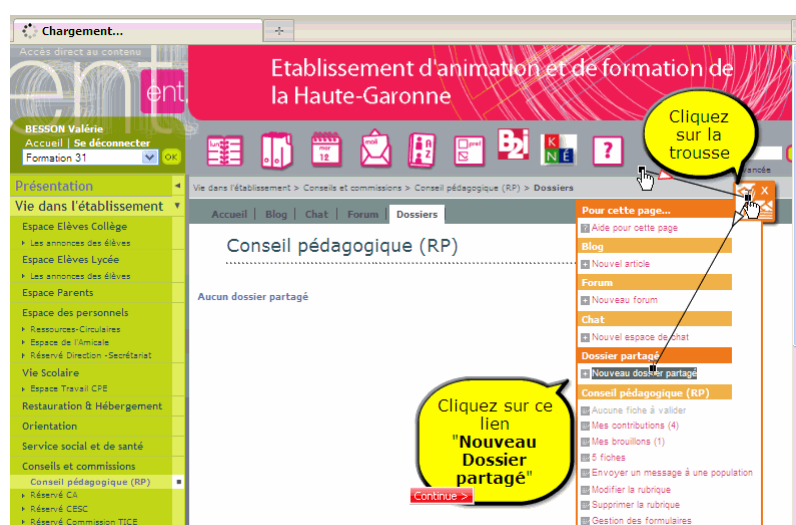 Chargement...
Accès direct au contenu
ent
ent.
Etablissement d'animation et de formation de
la Haute-Garonne
Cliquez
sur la
trousse
BESSON Valérie
Accueil | Se déconnecter
Formation 31
OK
mar
12
mail
A
Z
B2i
K
N É
?
Présentation
Vie dans l'établissement > Conseils et commissions > Conseil pédagogique (RP) > Dossiers
X
Vie dans l'établissement
Accueil | Blog | Chat | Forum | Dossiers
Pour cette page...
Espace Elèves Collège
Aide pour cette page
Les annonces des élèves
Conseil pédagogique (RP)
Blog
Espace Elèves Lycée
Nouvel article
Les annonces des élèves
Forum
Espace Parents
Aucun dossier partagé
Nouveau forum
Espace des personnels
Chat
Ressources-Circulaires
Nouvel espace de chat
Espace de l'Amicale
Réservé Direction -Secrétariat
Dossier partagé
Vie Scolaire
Nouveau dossier partagé
Espace Travail CPE
Conseil pédagogique (RP)
Restauration & Hébergement
Cliquez sur ce
lien
"Nouveau
Dossier
partagé"
Continue >
Aucune fiche à valider
Orientation
Mes contributions (4)
Service social et de santé
Mes brouillons (1)
5 fiches
Conseils et commissions
Envoyer un message à une population
Conseil pédagogique (RP)
Modifier la rubrique
Réservé CA
Supprimer la rubrique
Réservé CESC
Gestion des formulaires
Réservé Commission TICE